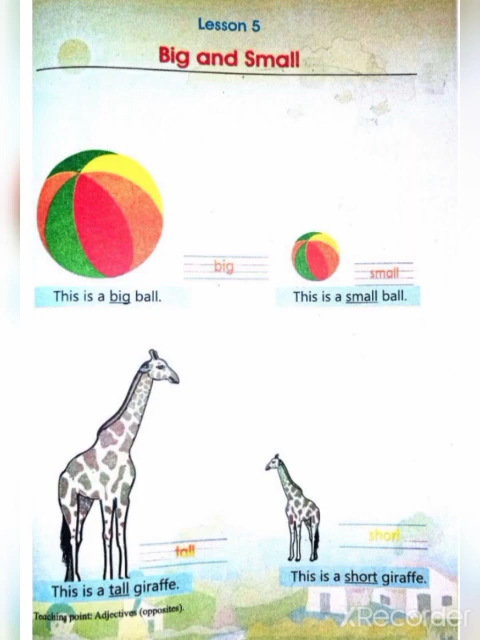 Lesson 5
Big and Small
big
small
This is a big ball.
This is a small ball.
tall
short
This is a tall giraffe.
This is a short giraffe.
Teaching point: Adjectives (opposites).
XRecorder